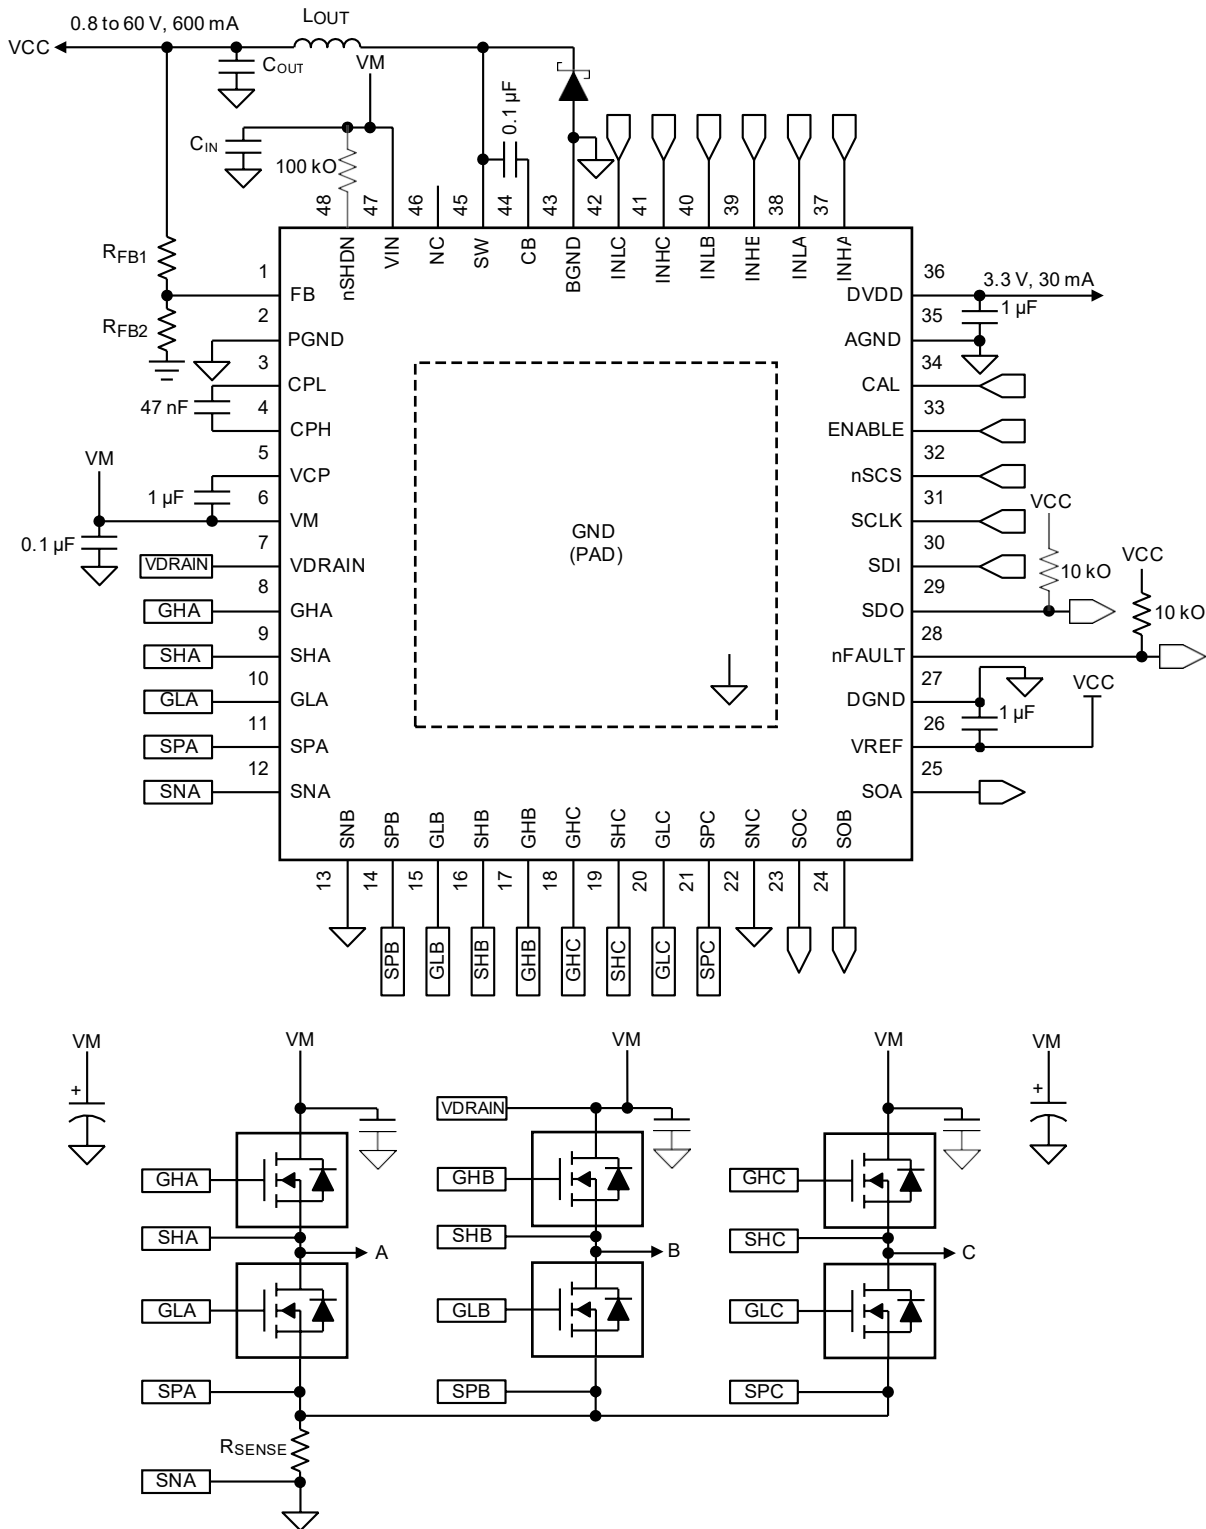 0.8 to 60 V, 600 mA
LOUT
VCC
COUT
VM
CIN
100 kO
0.1 µF
48
47
46
45
44
43
42
41
40
39
38
37
nSHDN
VIN
NC
SW
CB
BGND
INLC
INHC
INLB
INHB
INLA
INHA
RFB1
RFB2
1
FB
2
PGND
3
CPL
47 nF
4
CPH
5
VCP
VM
1 µF
6
VM
0.1 µF
7
VDRAIN
VDRAIN
8
GHA
GHA
9
SHA
SHA
10
GLA
GLA
11
SPA
SPA
12
SNA
SNA
GND
(PAD)
36
DVDD
3.3 V, 30 mA
35
1 µF
AGND
34
CAL
33
ENABLE
32
nSCS
31
SCLK
VCC
30
SDI
10 kO
VCC
29
SDO
10 kO
28
nFAULT
27
DGND
VCC
26
1 µF
VREF
25
SOA
SNB
SPB
GLB
SHB
GHB
GHC
SHC
GLC
SPC
SNC
SOC
SOB
13
14
15
16
17
18
19
20
21
22
23
24
SPB
GLB
SHB
GHB
GHC
SHC
GLC
SPC
VM
VM
VM
VM
VM
+
+
VDRAIN
GHA
GHB
GHC
SHA
SHB
SHC
A
B
C
GLA
GLB
GLC
SPA
SPB
SPC
RSENSE
SNA